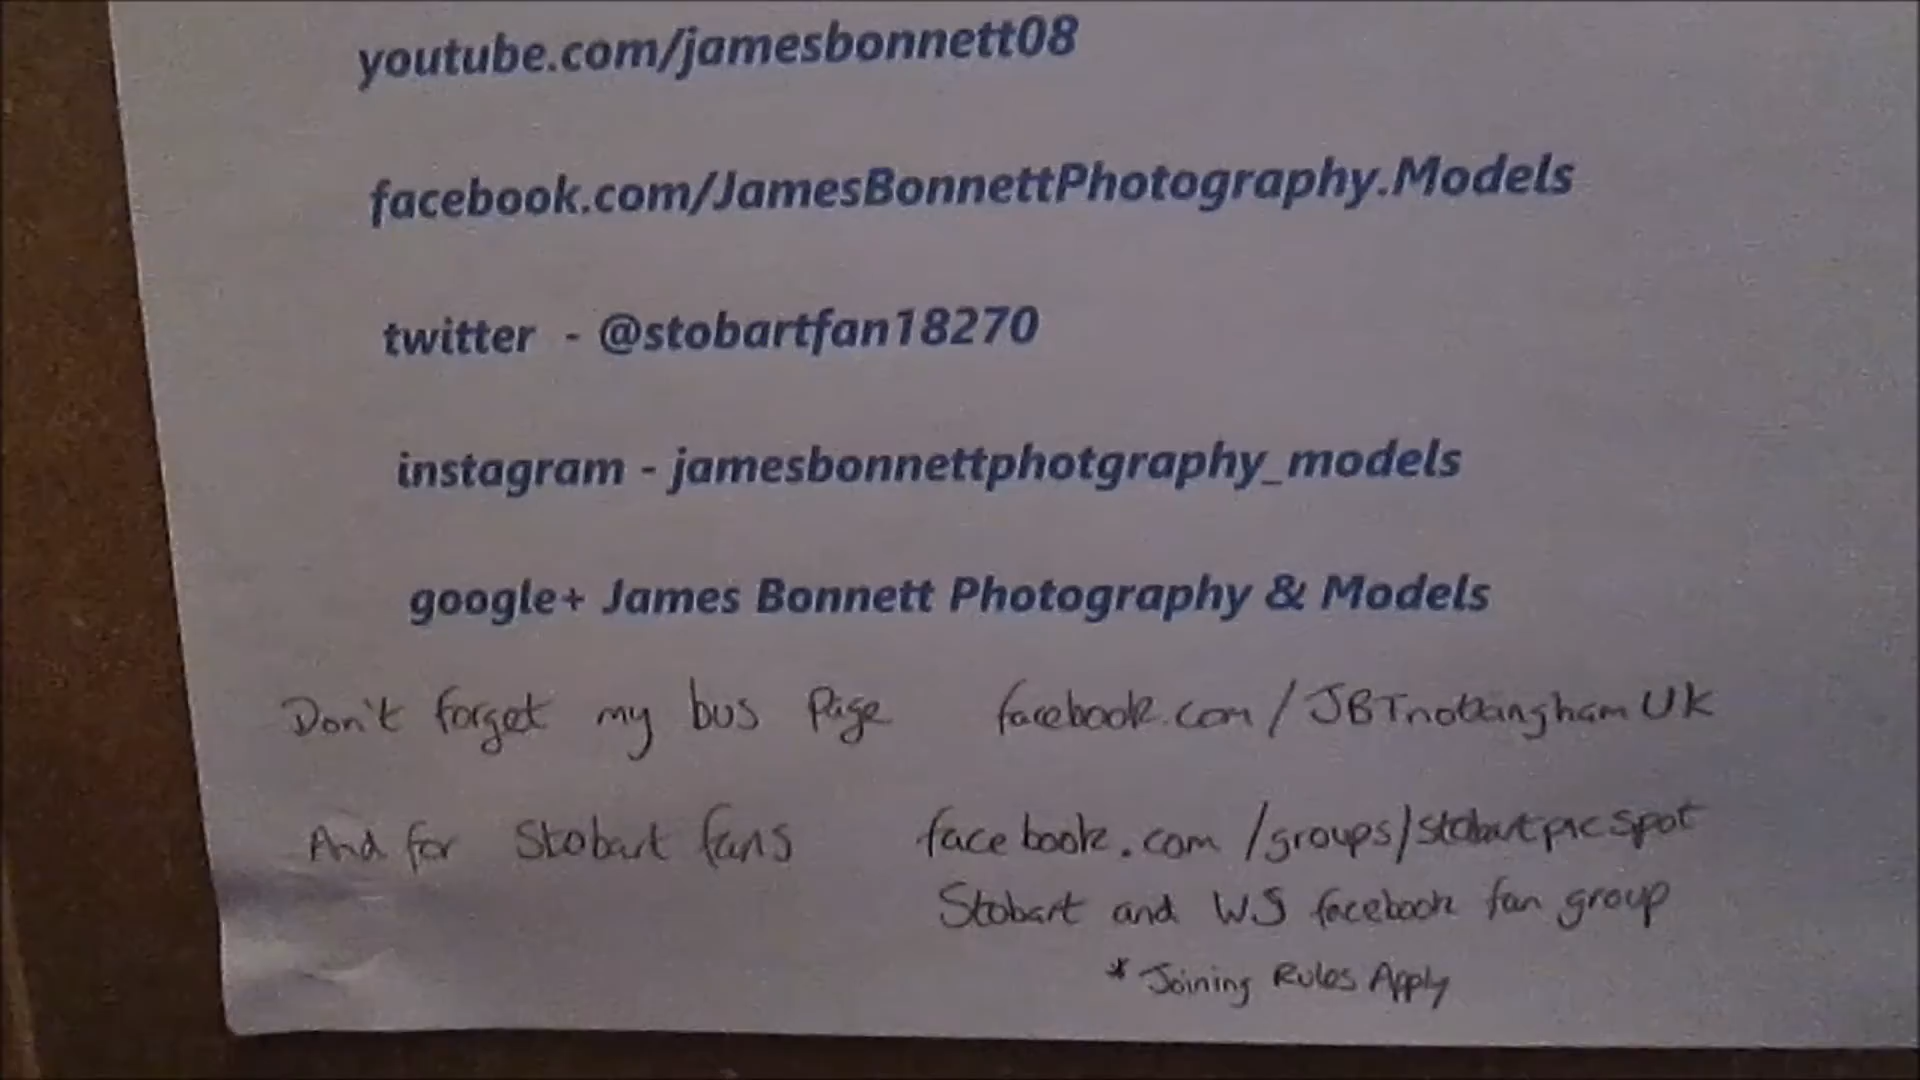 youtube.com/jamesbonnett08
facebook.com/JamesBonnettPhotography.Models
twitter - @stobartfan18270
instagram - jamesbonnettphotgraphy_models
google+ James Bonnett Photography & Models
Don't forget my bus Page facebook.com/JBTnottinghamUK
And for Stobart fans facebook.com/groups/stobartpicspot
Stobart and WS facebook fan group
* Joining Rules Apply